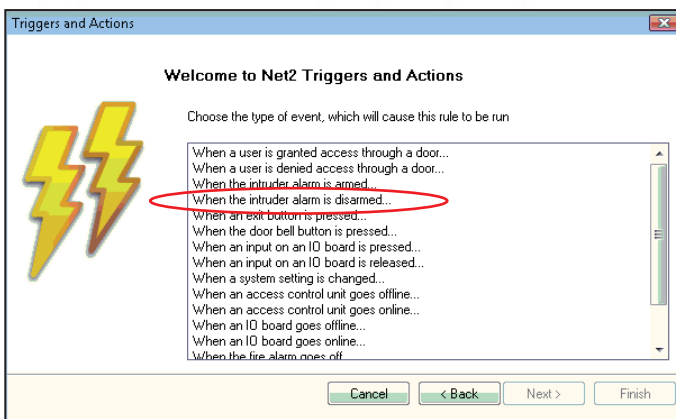 Triggers and Actions
Welcome to Net2 Triggers and Actions
Choose the type of event, which will cause this rule to be run
When a user is granted access through a door...
When a user is denied access through a door...
When the intruder alarm is armed...
When the intruder alarm is disarmed...
When an exit button is pressed...
When the door bell button is pressed...
When an input on an IO board is pressed...
When an input on an IO board is released...
When a system setting is changed...
When an access control unit goes offline...
When an access control unit goes online...
When an IO board goes offline...
When an IO board goes online...
When the fire alarm goes off
Cancel
< Back
Next >
Finish